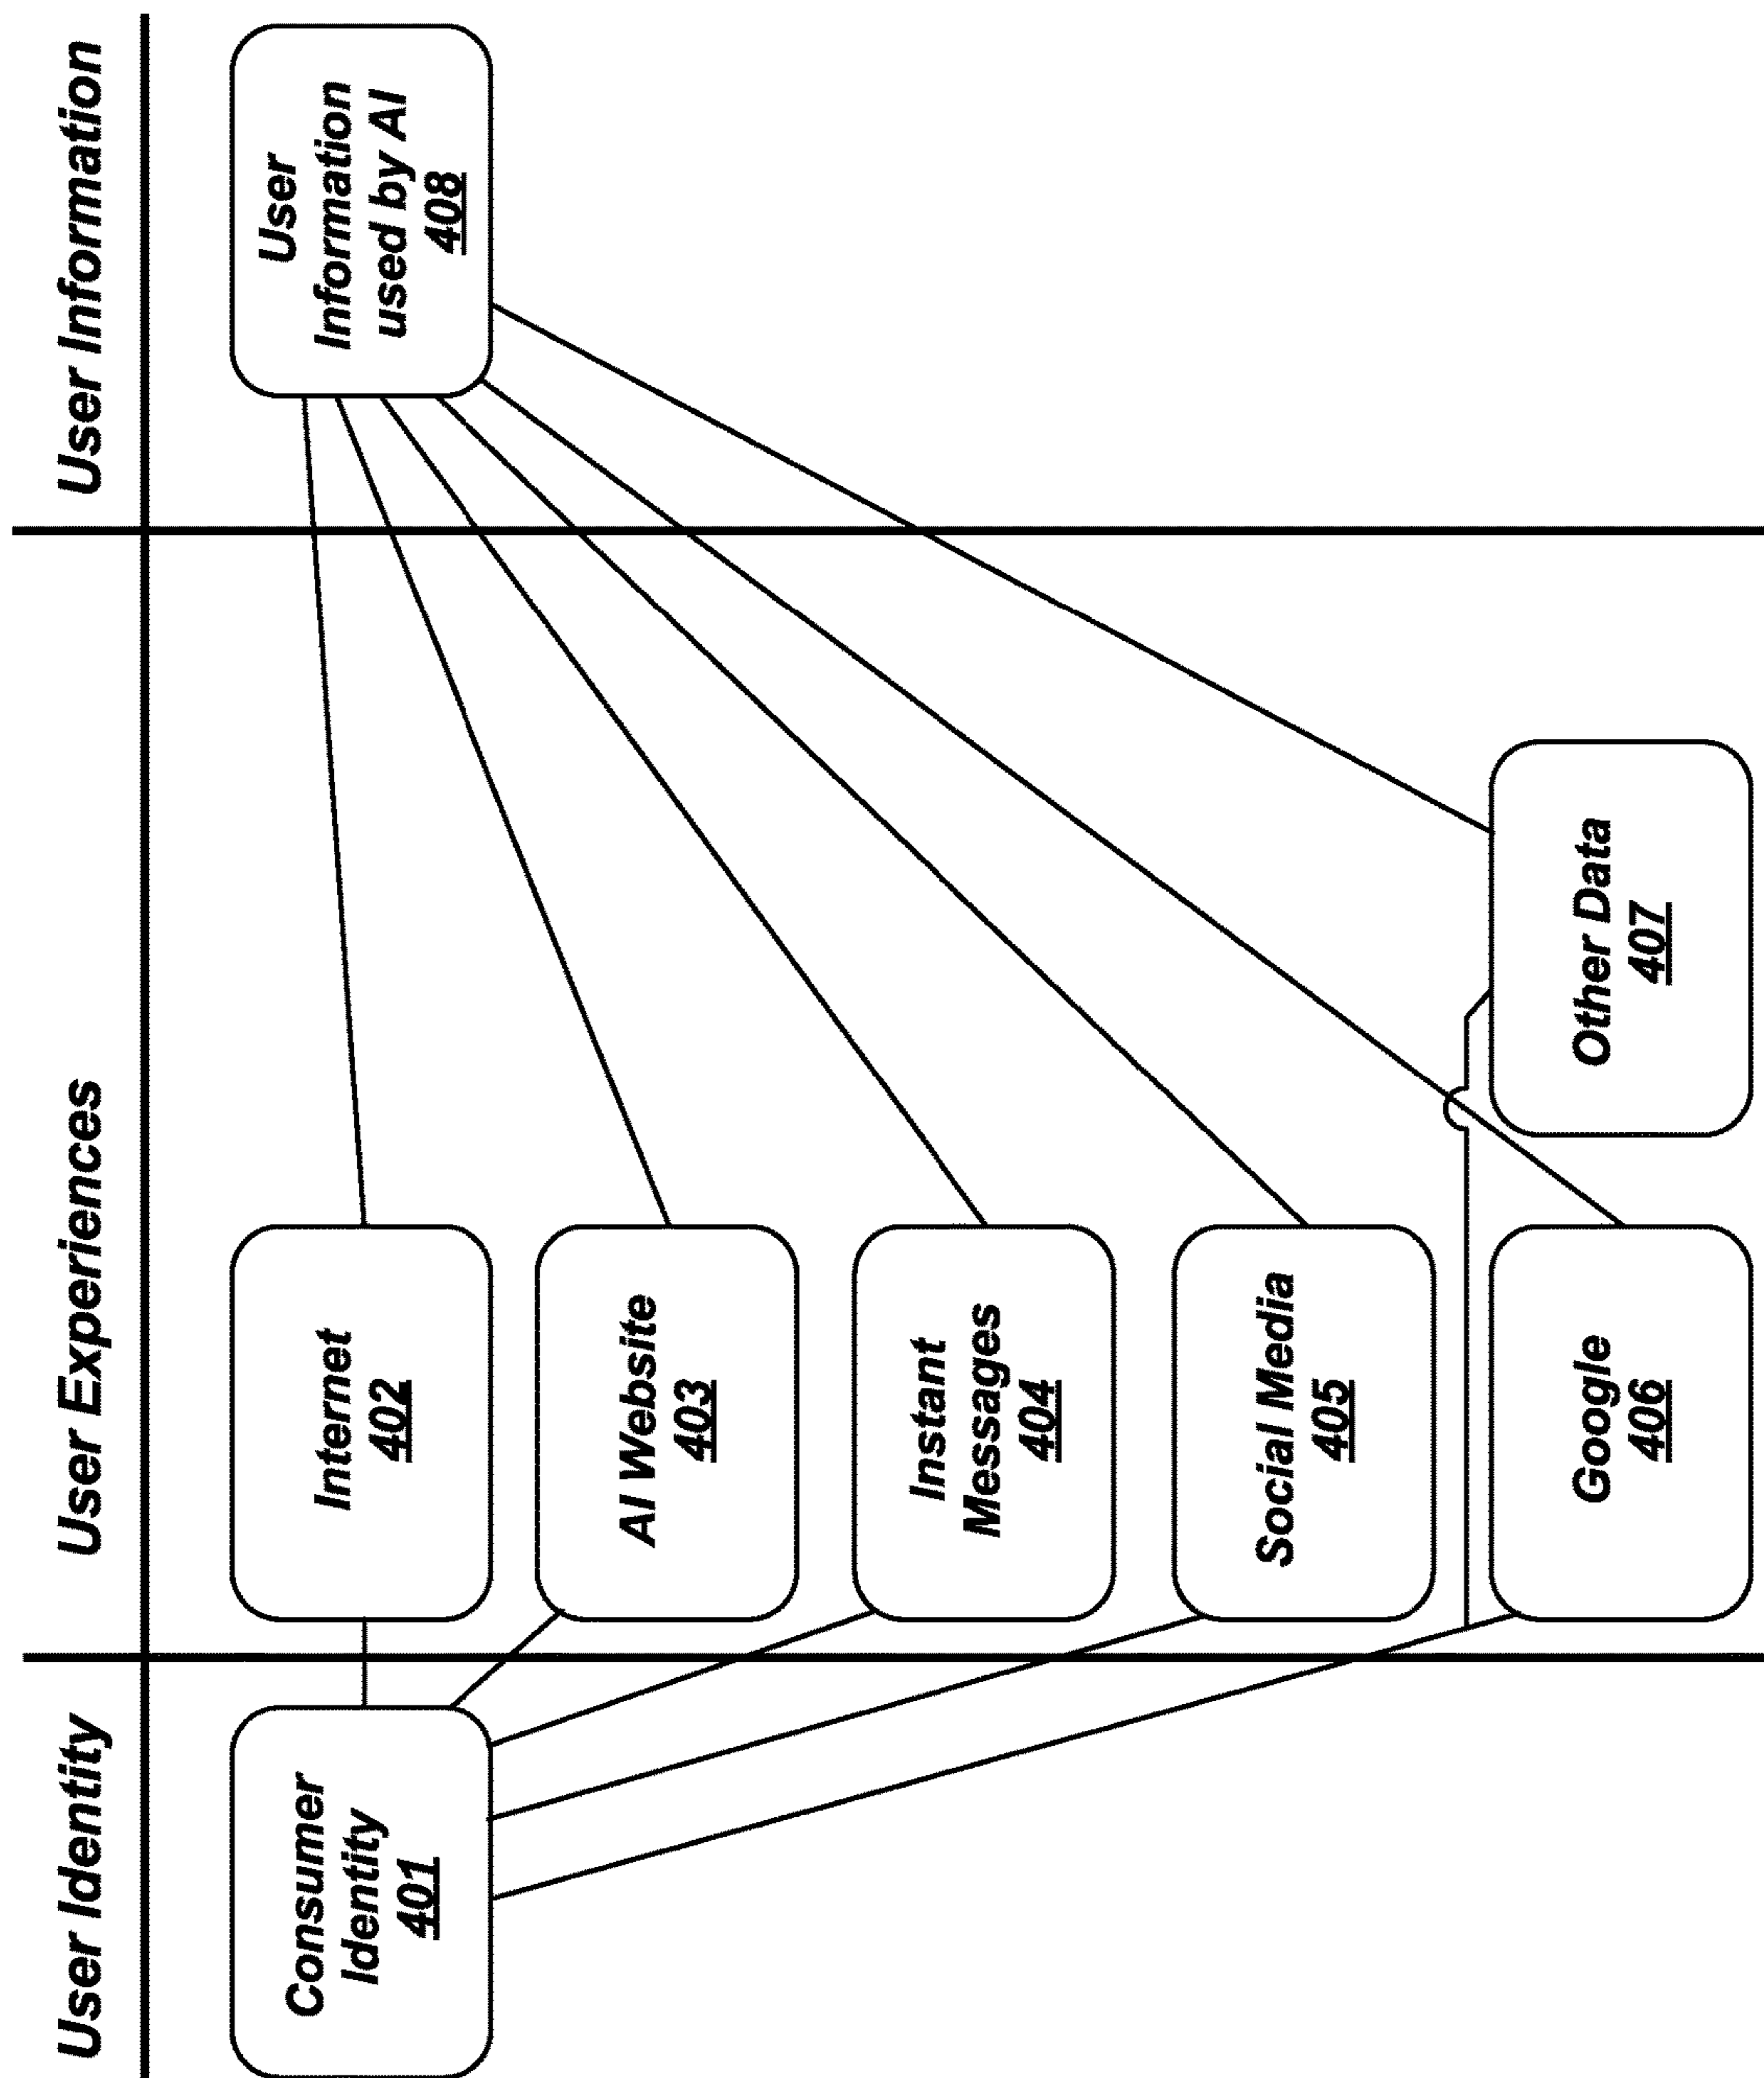 User Identity
User Experiences
User Information
Consumer
Identity
401
Internet
402
AI Website
403
Instant
Messages
404
Social Media
405
Google
406
Other Data
407
User
Information
used by AI
408